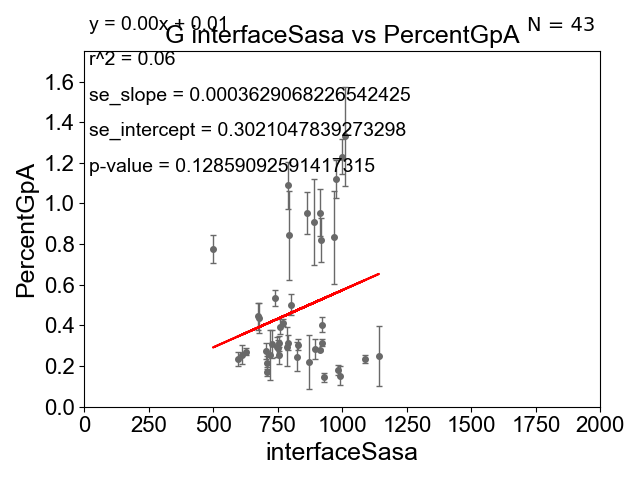 y = 0.00x + 0.01
N = 43
G interfaceSasa vs PercentGpA
r^2 = 0.06
se_slope = 0.0003629068226542425
se_intercept = 0.3021047839273298
p-value = 0.12859092591417315
PercentGpA
1.6
1.4
1.2
1.0
0.8
0.6
0.4
0.2
0.0
0 250 500 750 1000 1250 1500 1750 2000
interfaceSasa